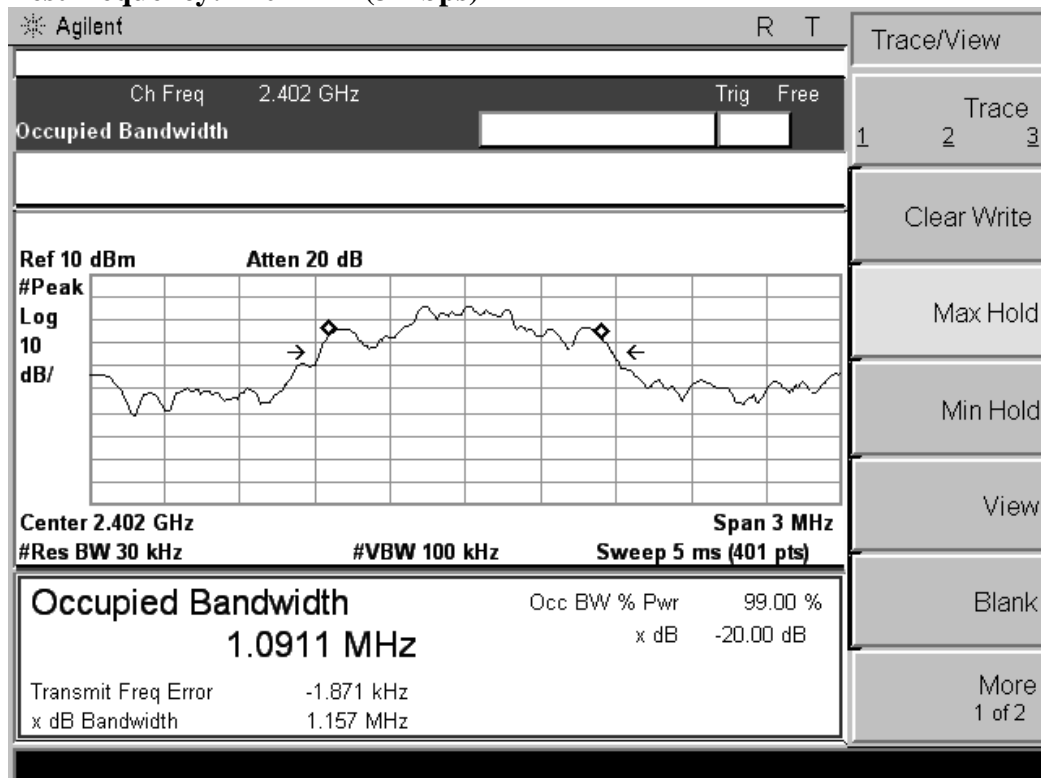 Agilent R T
Trace/View
Ch Freq 2.402 GHz Trig Free
Occupied Bandwidth
Trace
1 2 3
Clear Write
Ref 10 dBm Atten 20 dB
#Peak
Log
10
dB/
Max Hold
Min Hold
Center 2.402 GHz Span 3 MHz
#Res BW 30 kHz #VBW 100 kHz Sweep 5 ms (401 pts)
View
Occupied Bandwidth
1.0911 MHz
Occ BW % Pwr 99.00 %
x dB -20.00 dB
Transmit Freq Error -1.871 kHz
x dB Bandwidth 1.157 MHz
Blank
More
1 of 2